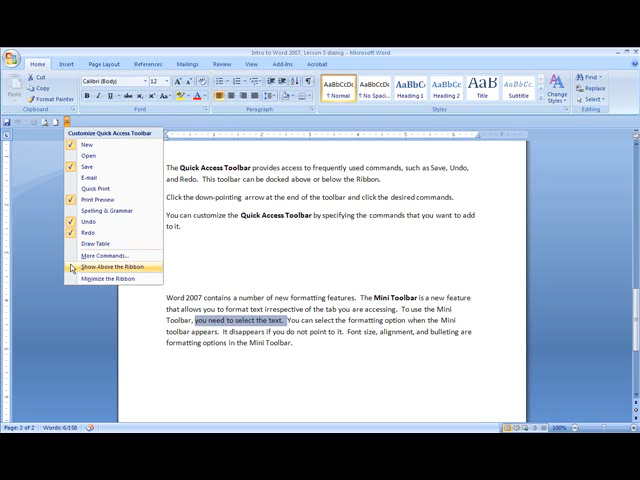 Intro to Word 2007, Lesson 3 dialog - Microsoft Word
Home Insert Page Layout References Mailings Review View Add-Ins Acrobat
Paste
Cut
Copy
Format Painter
Clipboard
Calibri (Body) 12
Font
Paragraph
AaBbCcDc AaBbCcDc AaBbC AaBbCc AaB AaBbCc.
¶ Normal ¶ No Spaci... Heading 1 Heading 2 Title Subtitle
Styles
Change
Styles
Find
Replace
Select
Editing
Customize Quick Access Toolbar
New
Open
Save
E-mail
Quick Print
Print Preview
Spelling & Grammar
Undo
Redo
Draw Table
More Commands...
Show Above the Ribbon
Minimize the Ribbon
The Quick Access Toolbar provides access to frequently used commands, such as Save, Undo,
and Redo. This toolbar can be docked above or below the Ribbon.
Click the down-pointing arrow at the end of the toolbar and click the desired commands.
You can customize the Quick Access Toolbar by specifying the commands that you want to add
to it.
Word 2007 contains a number of new formatting features. The Mini Toolbar is a new feature
that allows you to format text irrespective of the tab you are accessing. To use the Mini
Toolbar, you need to select the text. You can select the formatting option when the Mini
toolbar appears. It disappears if you do not point to it. Font size, alignment, and bulleting are
formatting options in the Mini Toolbar.
Page: 2 of 2 Words: 6/158 100%